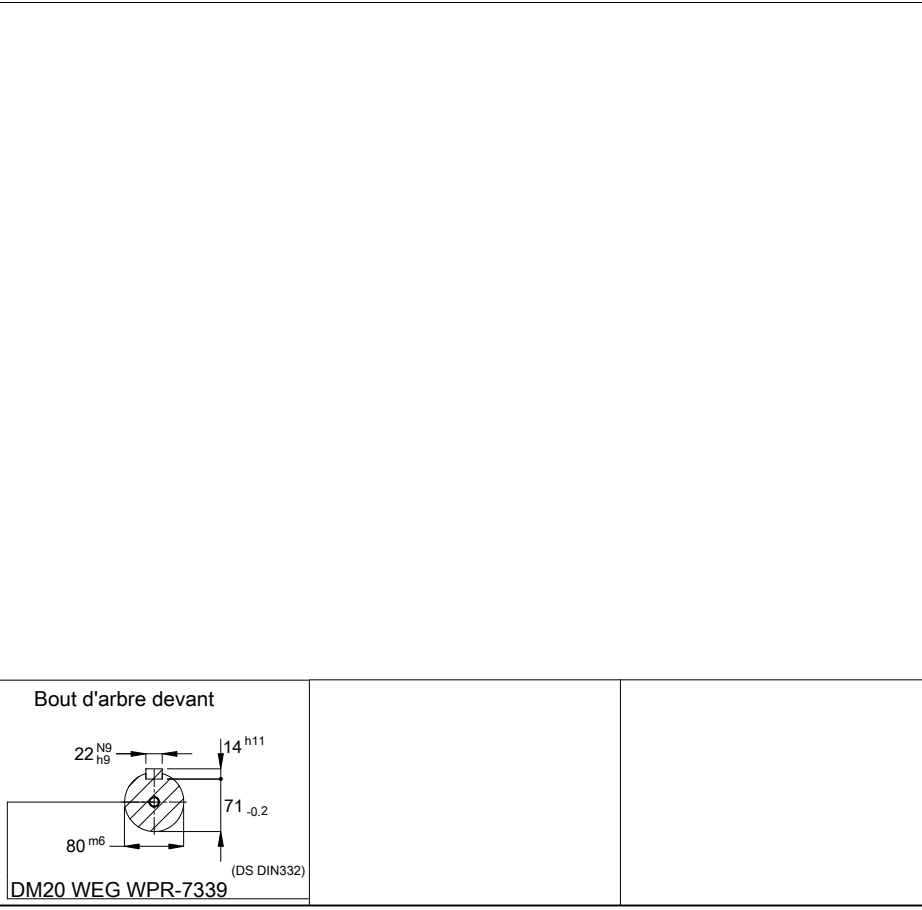 Bout d'arbre devant
22 N9 h9
14 h11
71 -0.2
80 m6
(DS DIN332)
DM20 WEG WPR-7339